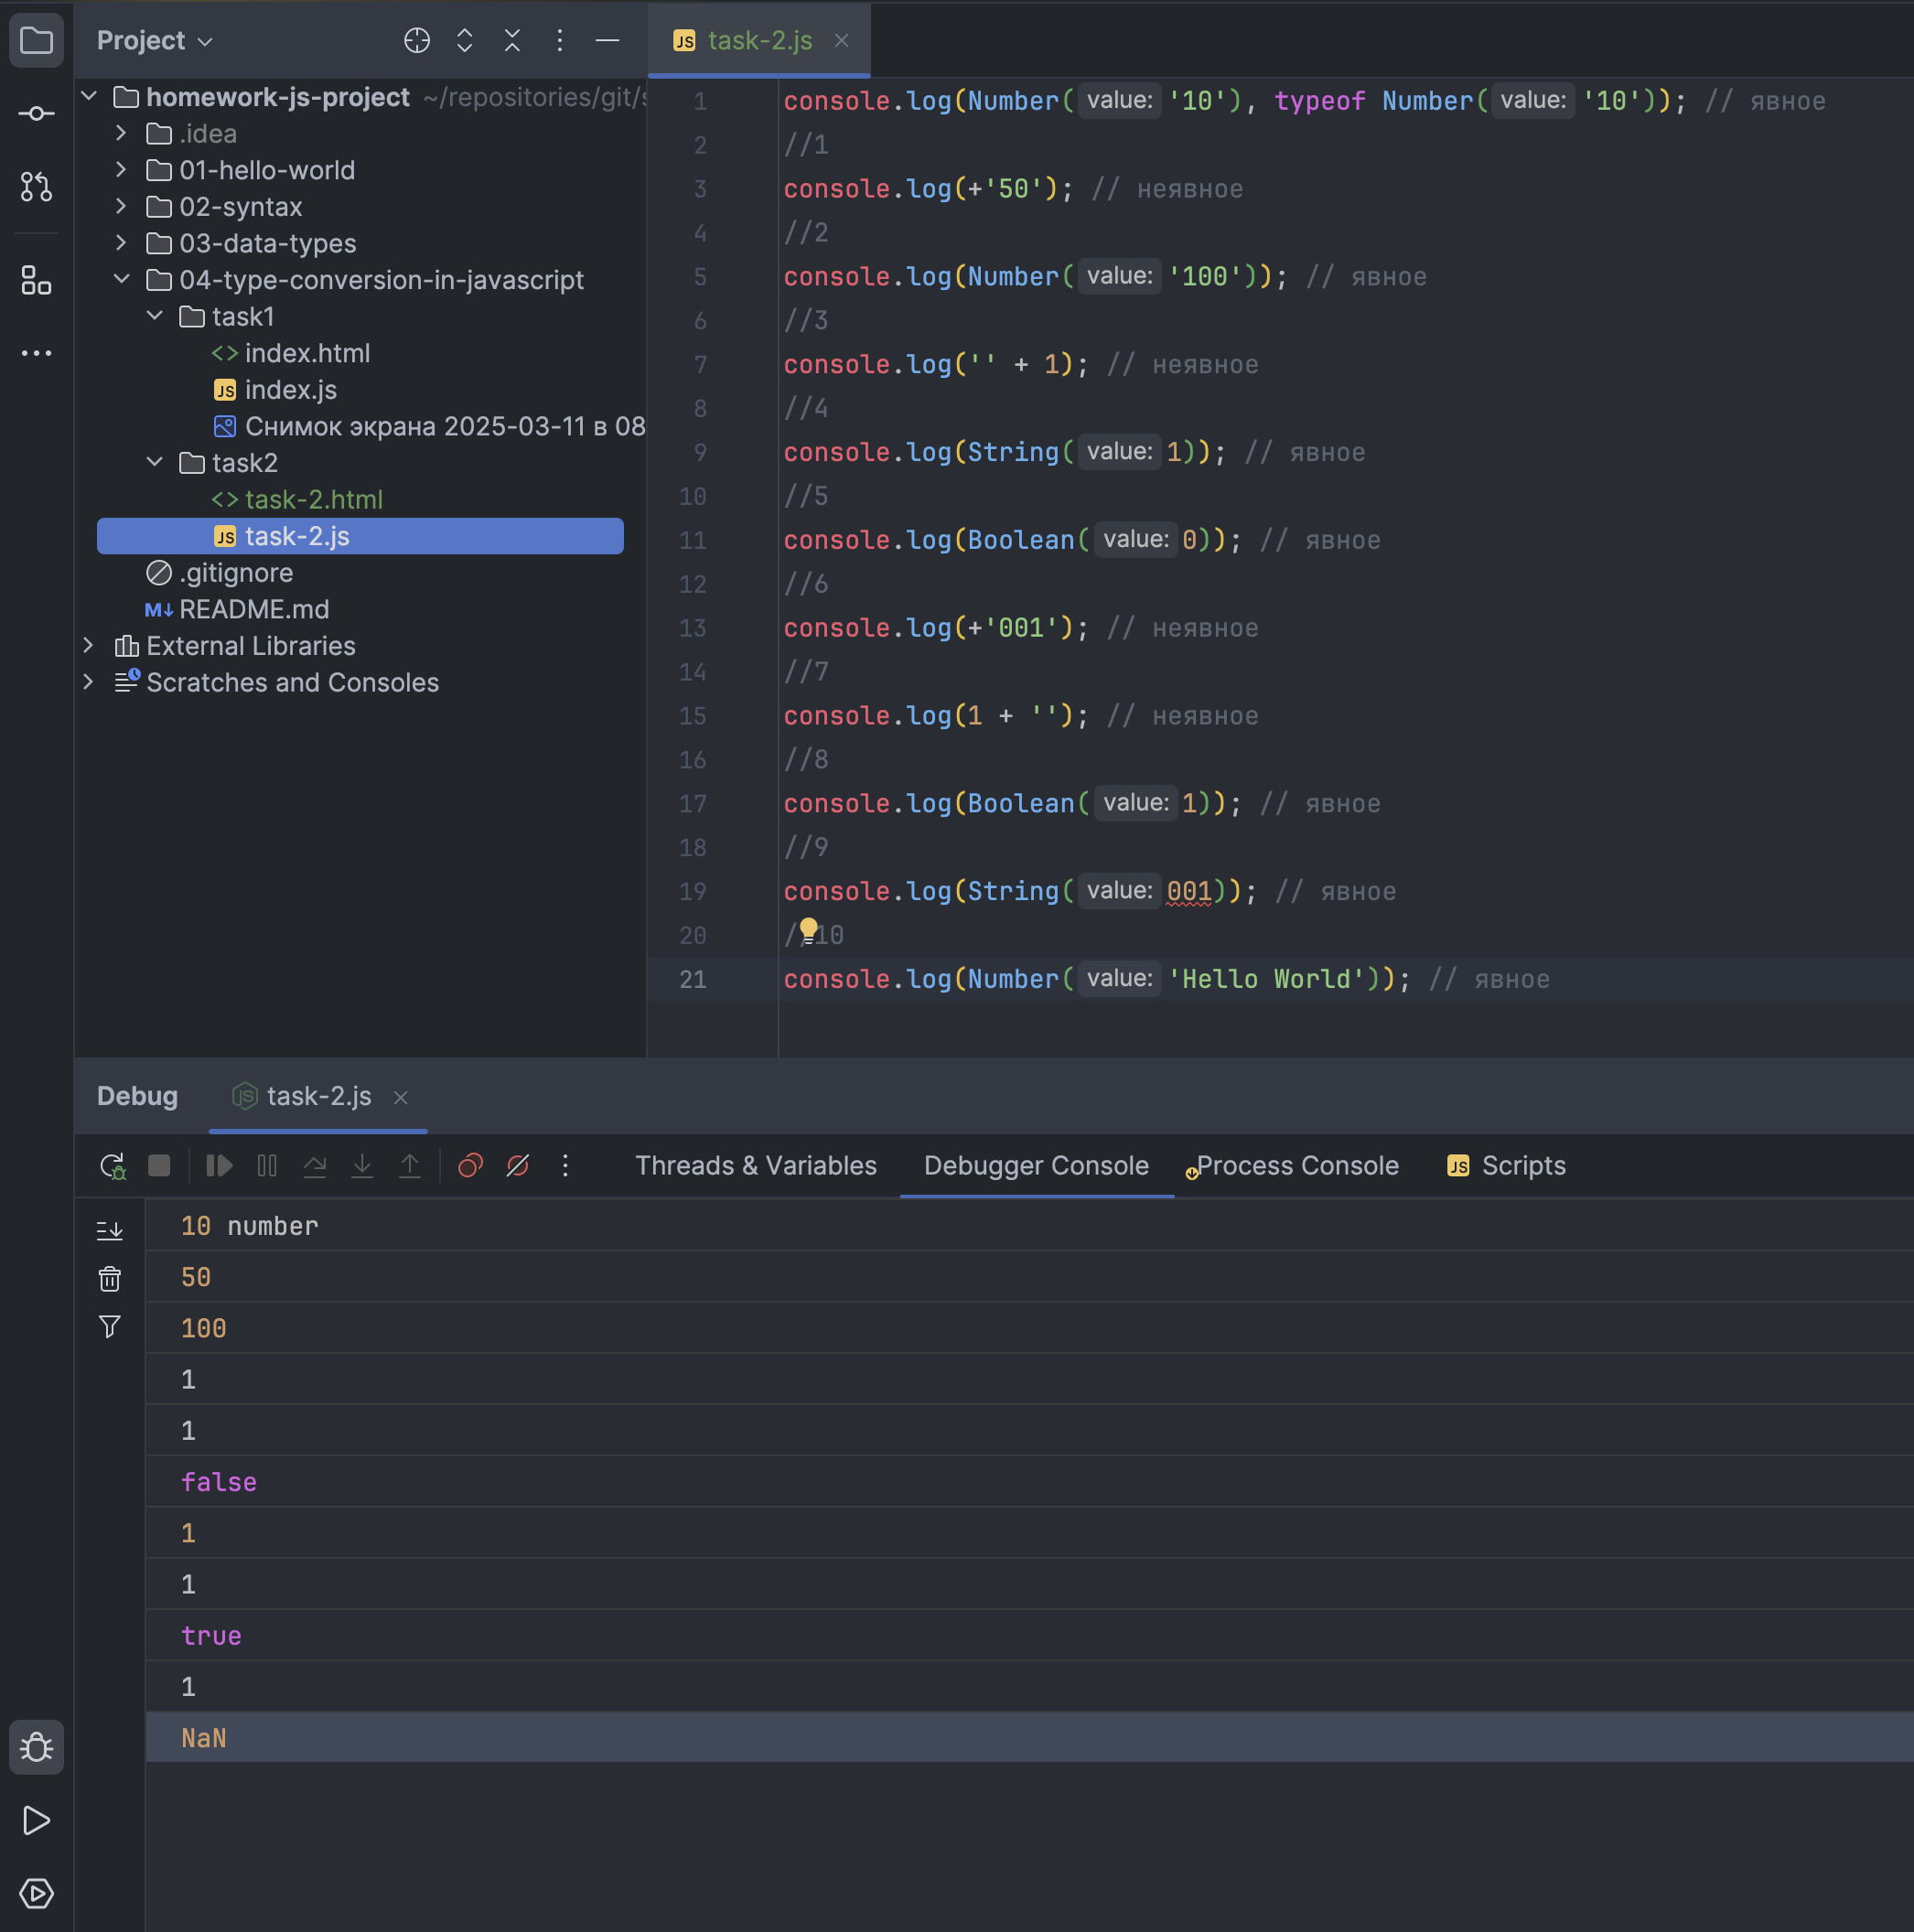 Project
task-2.js
homework-js-project ~/repositories/git/
.idea
01-hello-world
02-syntax
03-data-types
04-type-conversion-in-javascript
task1
<> index.html
JS index.js
Снимок экрана 2025-03-11 в 08
task2
<> task-2.html
JS task-2.js
.gitignore
M↓ README.md
External Libraries
Scratches and Consoles
1 console.log(Number( value: '10'), typeof Number( value: '10')); // явное
2 //1
3 console.log(+'50'); // неявное
4 //2
5 console.log(Number( value: '100')); // явное
6 //3
7 console.log('' + 1); // неявное
8 //4
9 console.log(String( value: 1)); // явное
10 //5
11 console.log(Boolean( value: 0)); // явное
12 //6
13 console.log(+'001'); // неявное
14 //7
15 console.log(1 + ''); // неявное
16 //8
17 console.log(Boolean( value: 1)); // явное
18 //9
19 console.log(String( value: 001)); // явное
20 //10
21 console.log(Number( value: 'Hello World')); // явное
Debug JS task-2.js
Threads & Variables Debugger Console Process Console JS Scripts
10 number
50
100
1
1
false
1
1
true
1
NaN